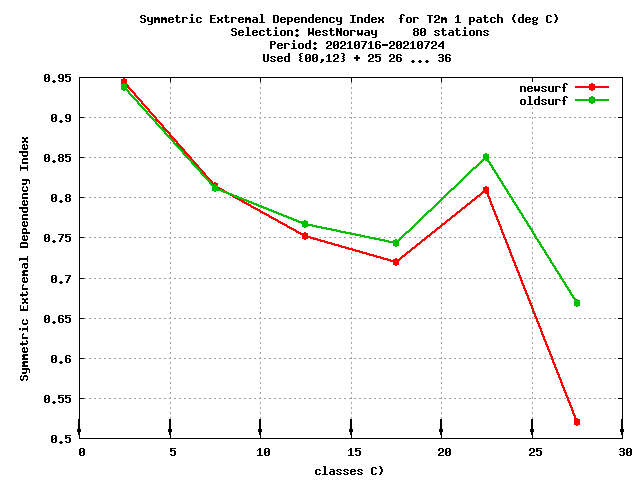 Symmetric Extremal Dependency Index  for T2m 1 patch (deg C)
Selection: WestNorway     80 stations
Period: 20210716-20210724
Used {00,12} + 25 26 ... 36
newsurf
oldsurf
Symmetric Extremal Dependency Index
0.95
0.9
0.85
0.8
0.75
0.7
0.65
0.6
0.55
0.5
0 5 10 15 20 25 30
classes C)